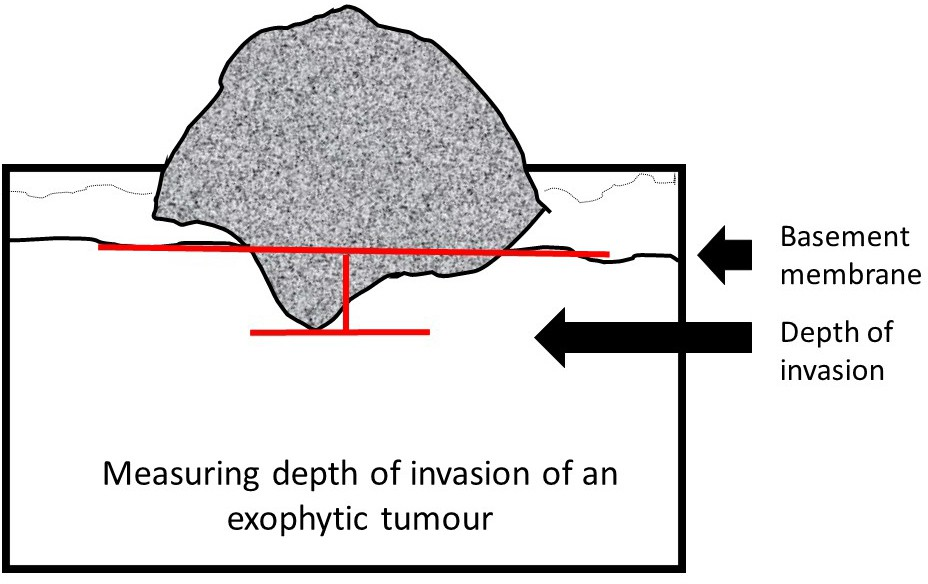 Basement
membrane
Depth of
invasion
Measuring depth of invasion of an
exophytic tumour